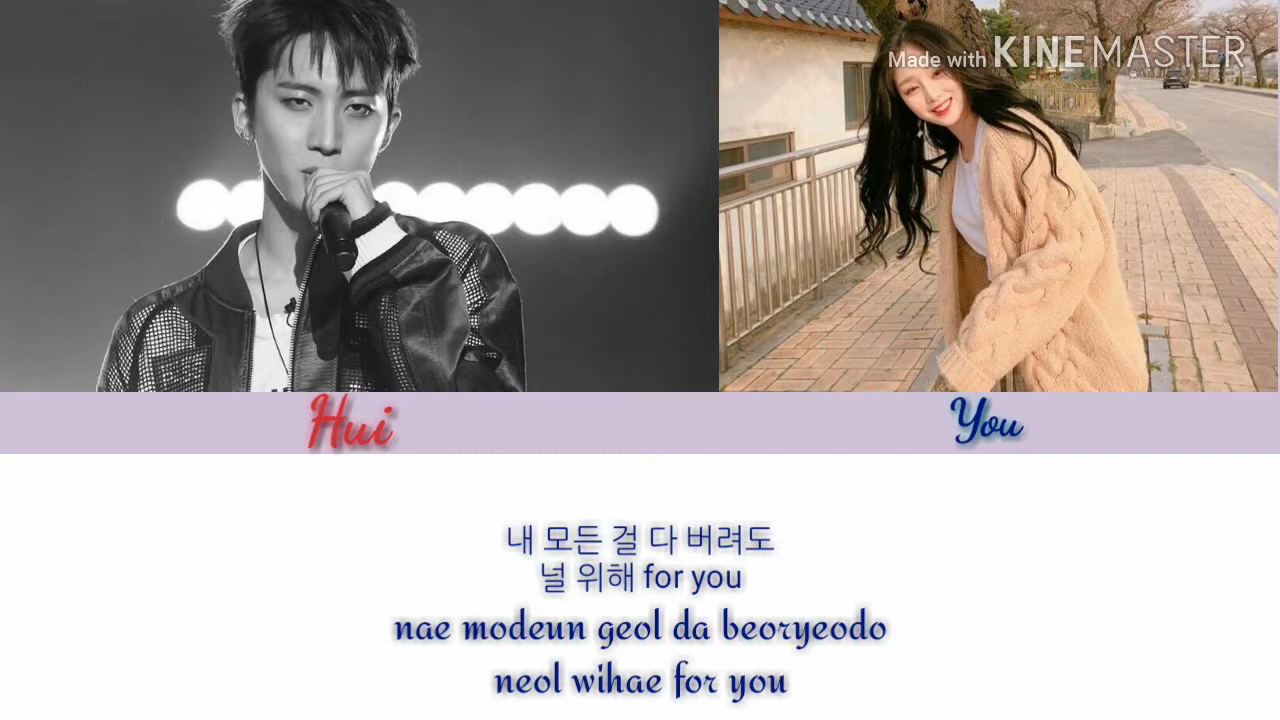 Made with KINEMASTER
Hui
You
내 모든 걸 다 버려도
널 위해 for you
nae modeun geol da beoryeodo
neol wihae for you